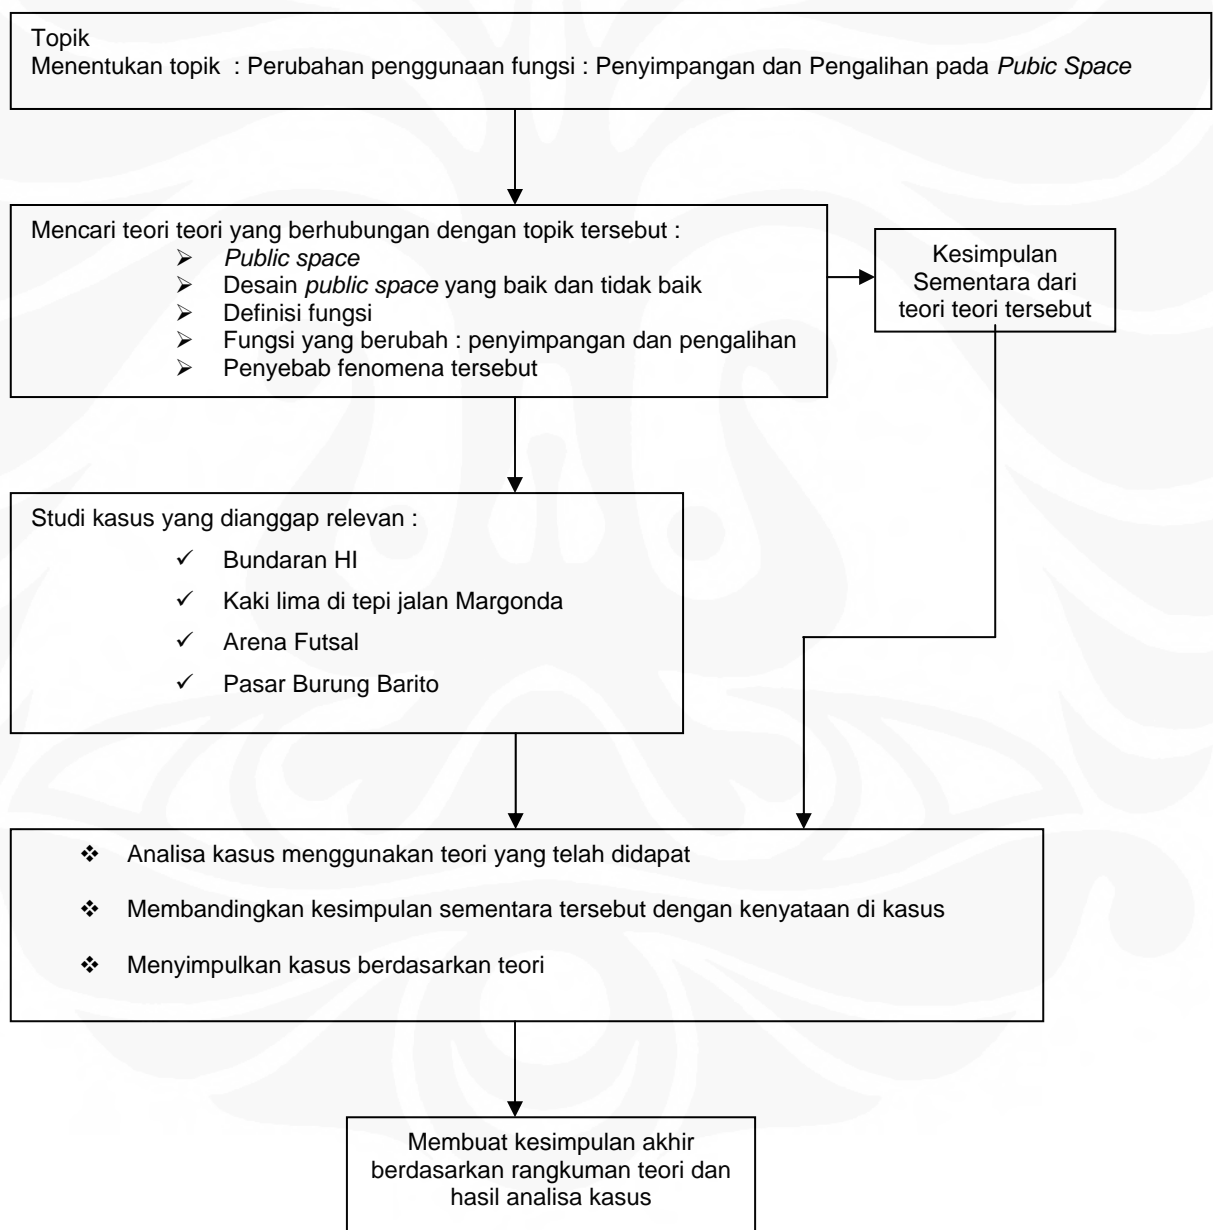 Topik
Menentukan topik : Perubahan penggunaan fungsi : Penyimpangan dan Pengalihan pada Pubic Space
Mencari teori teori yang berhubungan dengan topik tersebut :
➢ Public space
➢ Desain public space yang baik dan tidak baik
➢ Definisi fungsi
➢ Fungsi yang berubah : penyimpangan dan pengalihan
➢ Penyebab fenomena tersebut
Kesimpulan
Sementara dari
teori teori tersebut
Studi kasus yang dianggap relevan :
✓ Bundaran HI
✓ Kaki lima di tepi jalan Margonda
✓ Arena Futsal
✓ Pasar Burung Barito
❖ Analisa kasus menggunakan teori yang telah didapat
❖ Membandingkan kesimpulan sementara tersebut dengan kenyataan di kasus
❖ Menyimpulkan kasus berdasarkan teori
Membuat kesimpulan akhir
berdasarkan rangkuman teori dan
hasil analisa kasus